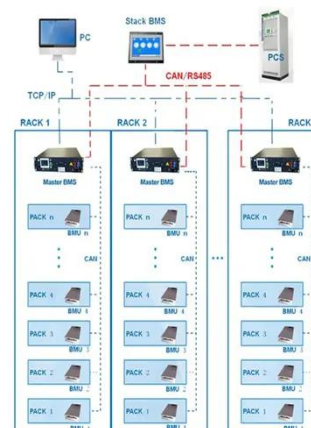 PC
Stack BMS
PCS
CAN/RS485
TCP/IP
RACK 1
RACK 2
RACK
Master BMS
Master BMS
Master BMS
PACK n
BMU n
PACK n
BMU n
PACK n
BMU n
CAN
CAN
CAN
PACK 4
BMU 4
PACK 4
BMU 4
PACK 4
BMU 4
PACK 3
BMU 3
PACK 3
BMU 3
PACK 3
BMU 3
PACK 2
BMU 2
PACK 2
BMU 2
PACK 2
BMU 2
PACK 1
PACK 1
PACK 1